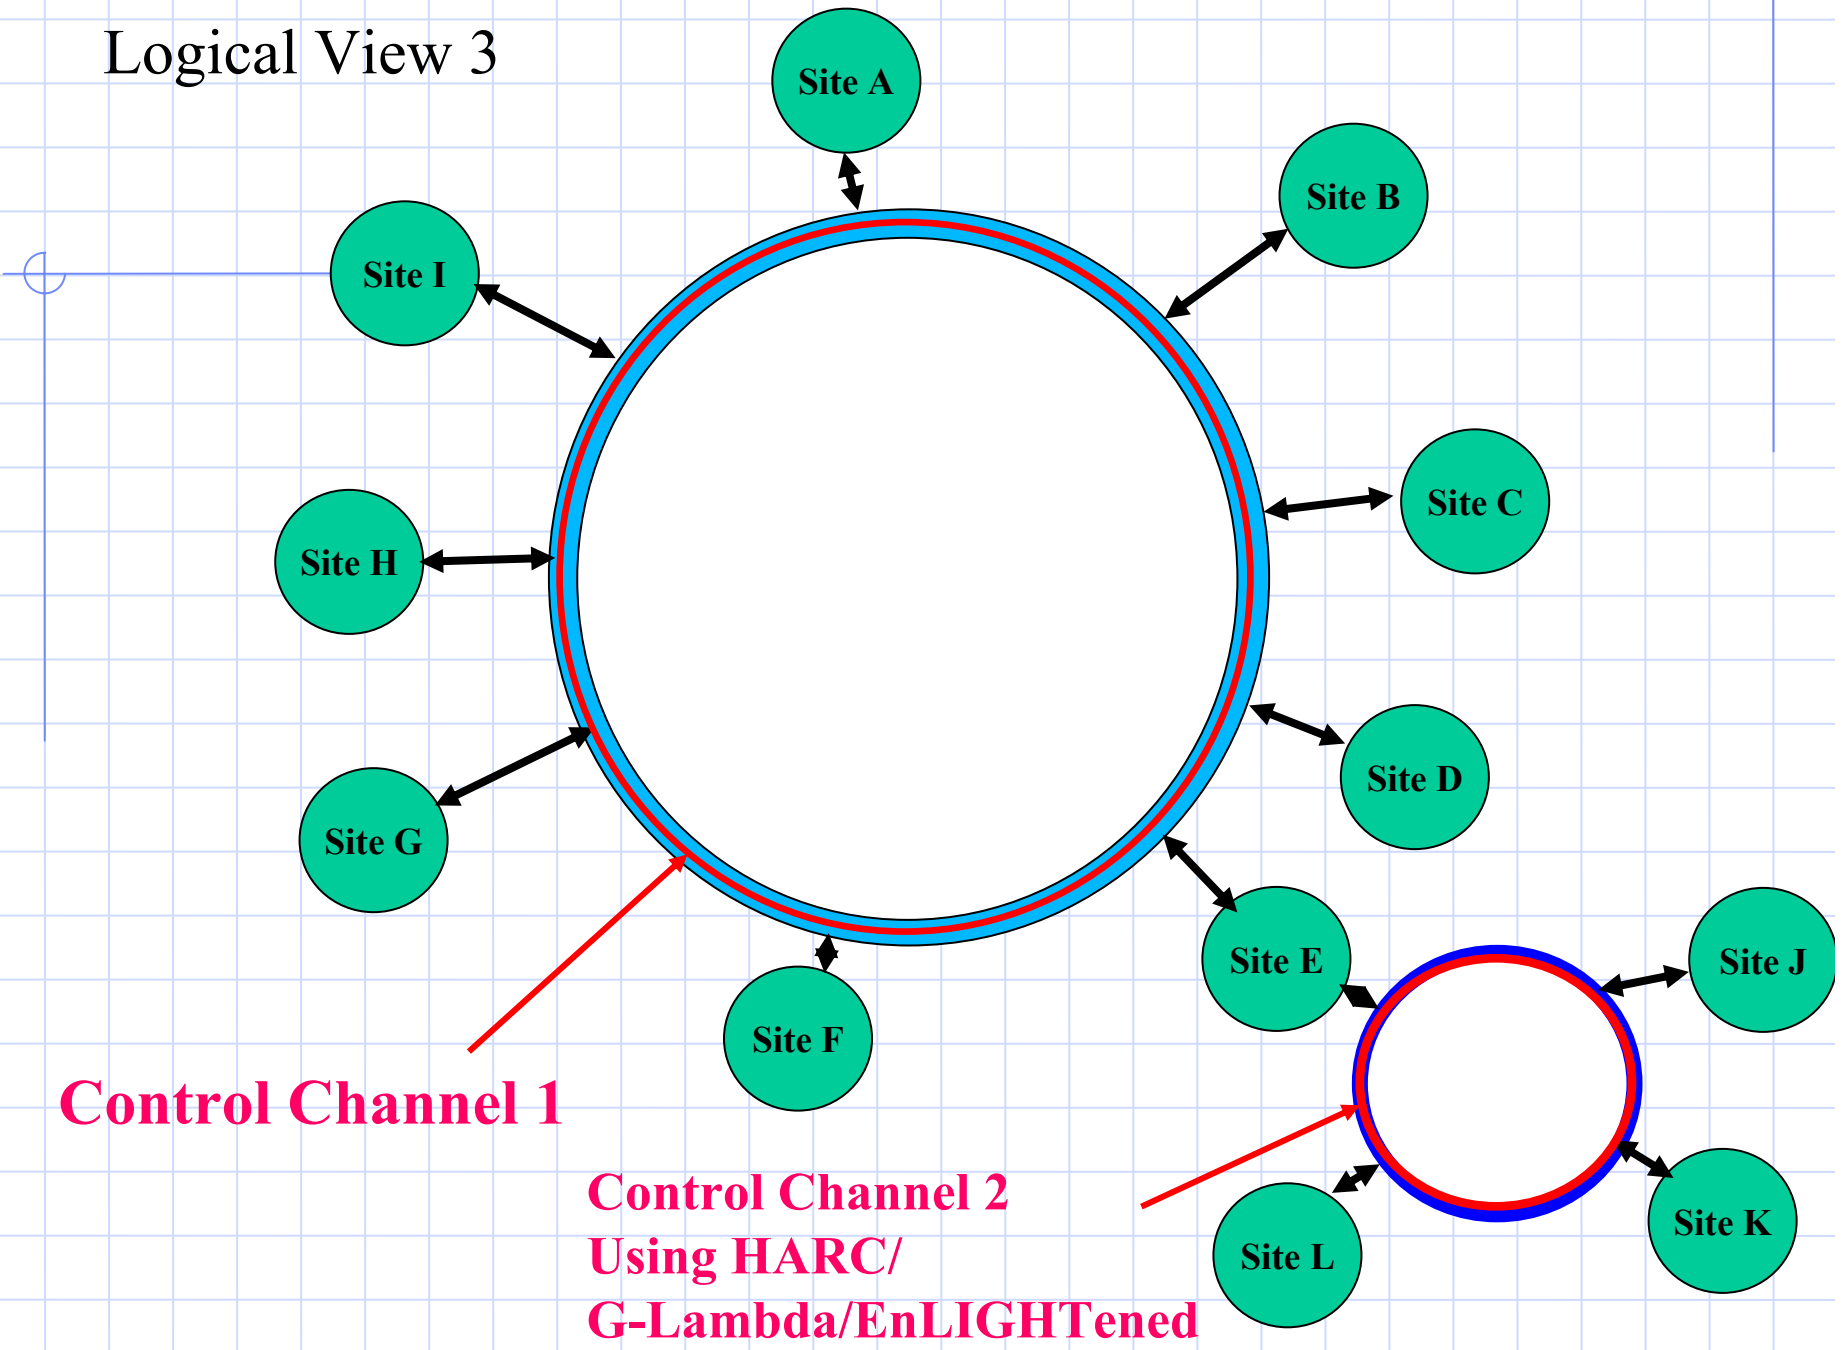 Logical View 3
Site A
Site B
Site I
Site C
Site H
Site D
Site G
Site E
Site J
Site F
Control Channel 1
Control Channel 2
Using HARC/
G-Lambda/EnLIGHTened
Site K
Site L